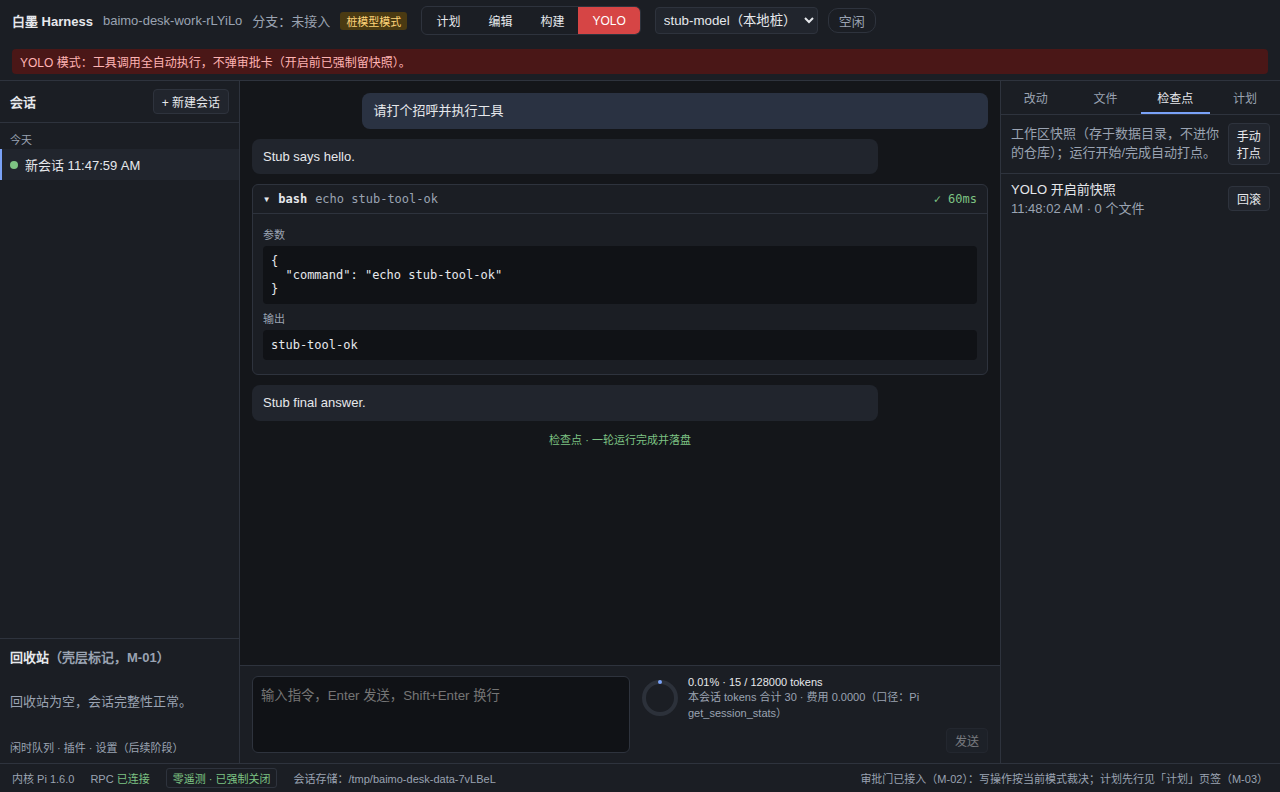 白墨 Harness baimo-desk-work-rLYiLo 分支：未接入 桩模型模式 计划 编辑 构建 YOLO stub-model（本地桩） 空闲
YOLO 模式：工具调用全自动执行，不弹审批卡（开启前已强制留快照）。
会话 + 新建会话
今天
新会话 11:47:59 AM
回收站（壳层标记，M-01）
回收站为空，会话完整性正常。
闲时队列 · 插件 · 设置（后续阶段）
请打个招呼并执行工具
Stub says hello.
▾ bash echo stub-tool-ok ✓ 60ms
参数
{
  "command": "echo stub-tool-ok"
}
输出
stub-tool-ok
Stub final answer.
检查点 · 一轮运行完成并落盘
输入指令，Enter 发送，Shift+Enter 换行
0.01% · 15 / 128000 tokens
本会话 tokens 合计 30 · 费用 0.0000（口径：Pi
get_session_stats）
发送
改动 文件 检查点 计划
工作区快照（存于数据目录，不进你
的仓库）；运行开始/完成自动打点。
手动
打点
YOLO 开启前快照
11:48:02 AM · 0 个文件
回滚
内核 Pi 1.6.0 RPC 已连接 零遥测 · 已强制关闭 会话存储：/tmp/baimo-desk-data-7vLBeL 审批门已接入（M-02）：写操作按当前模式裁决；计划先行见「计划」页签（M-03）